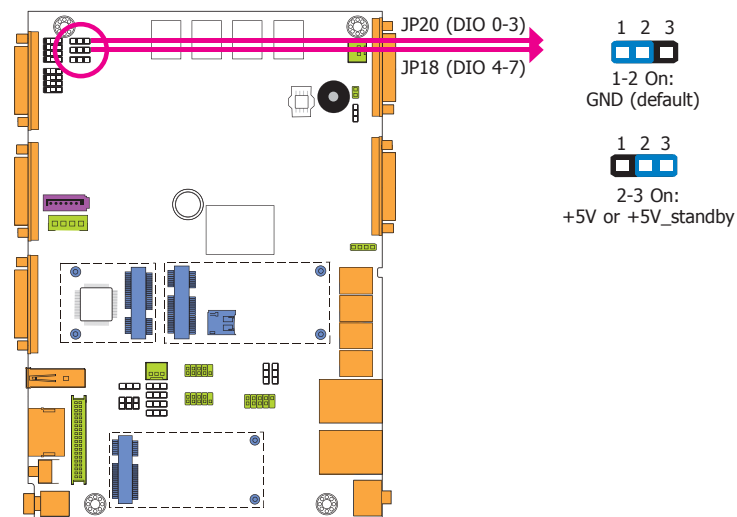 JP20 (DIO 0-3)
JP18 (DIO 4-7)
1 2 3
1-2 On:
GND (default)
1 2 3
2-3 On:
+5V or +5V_standby